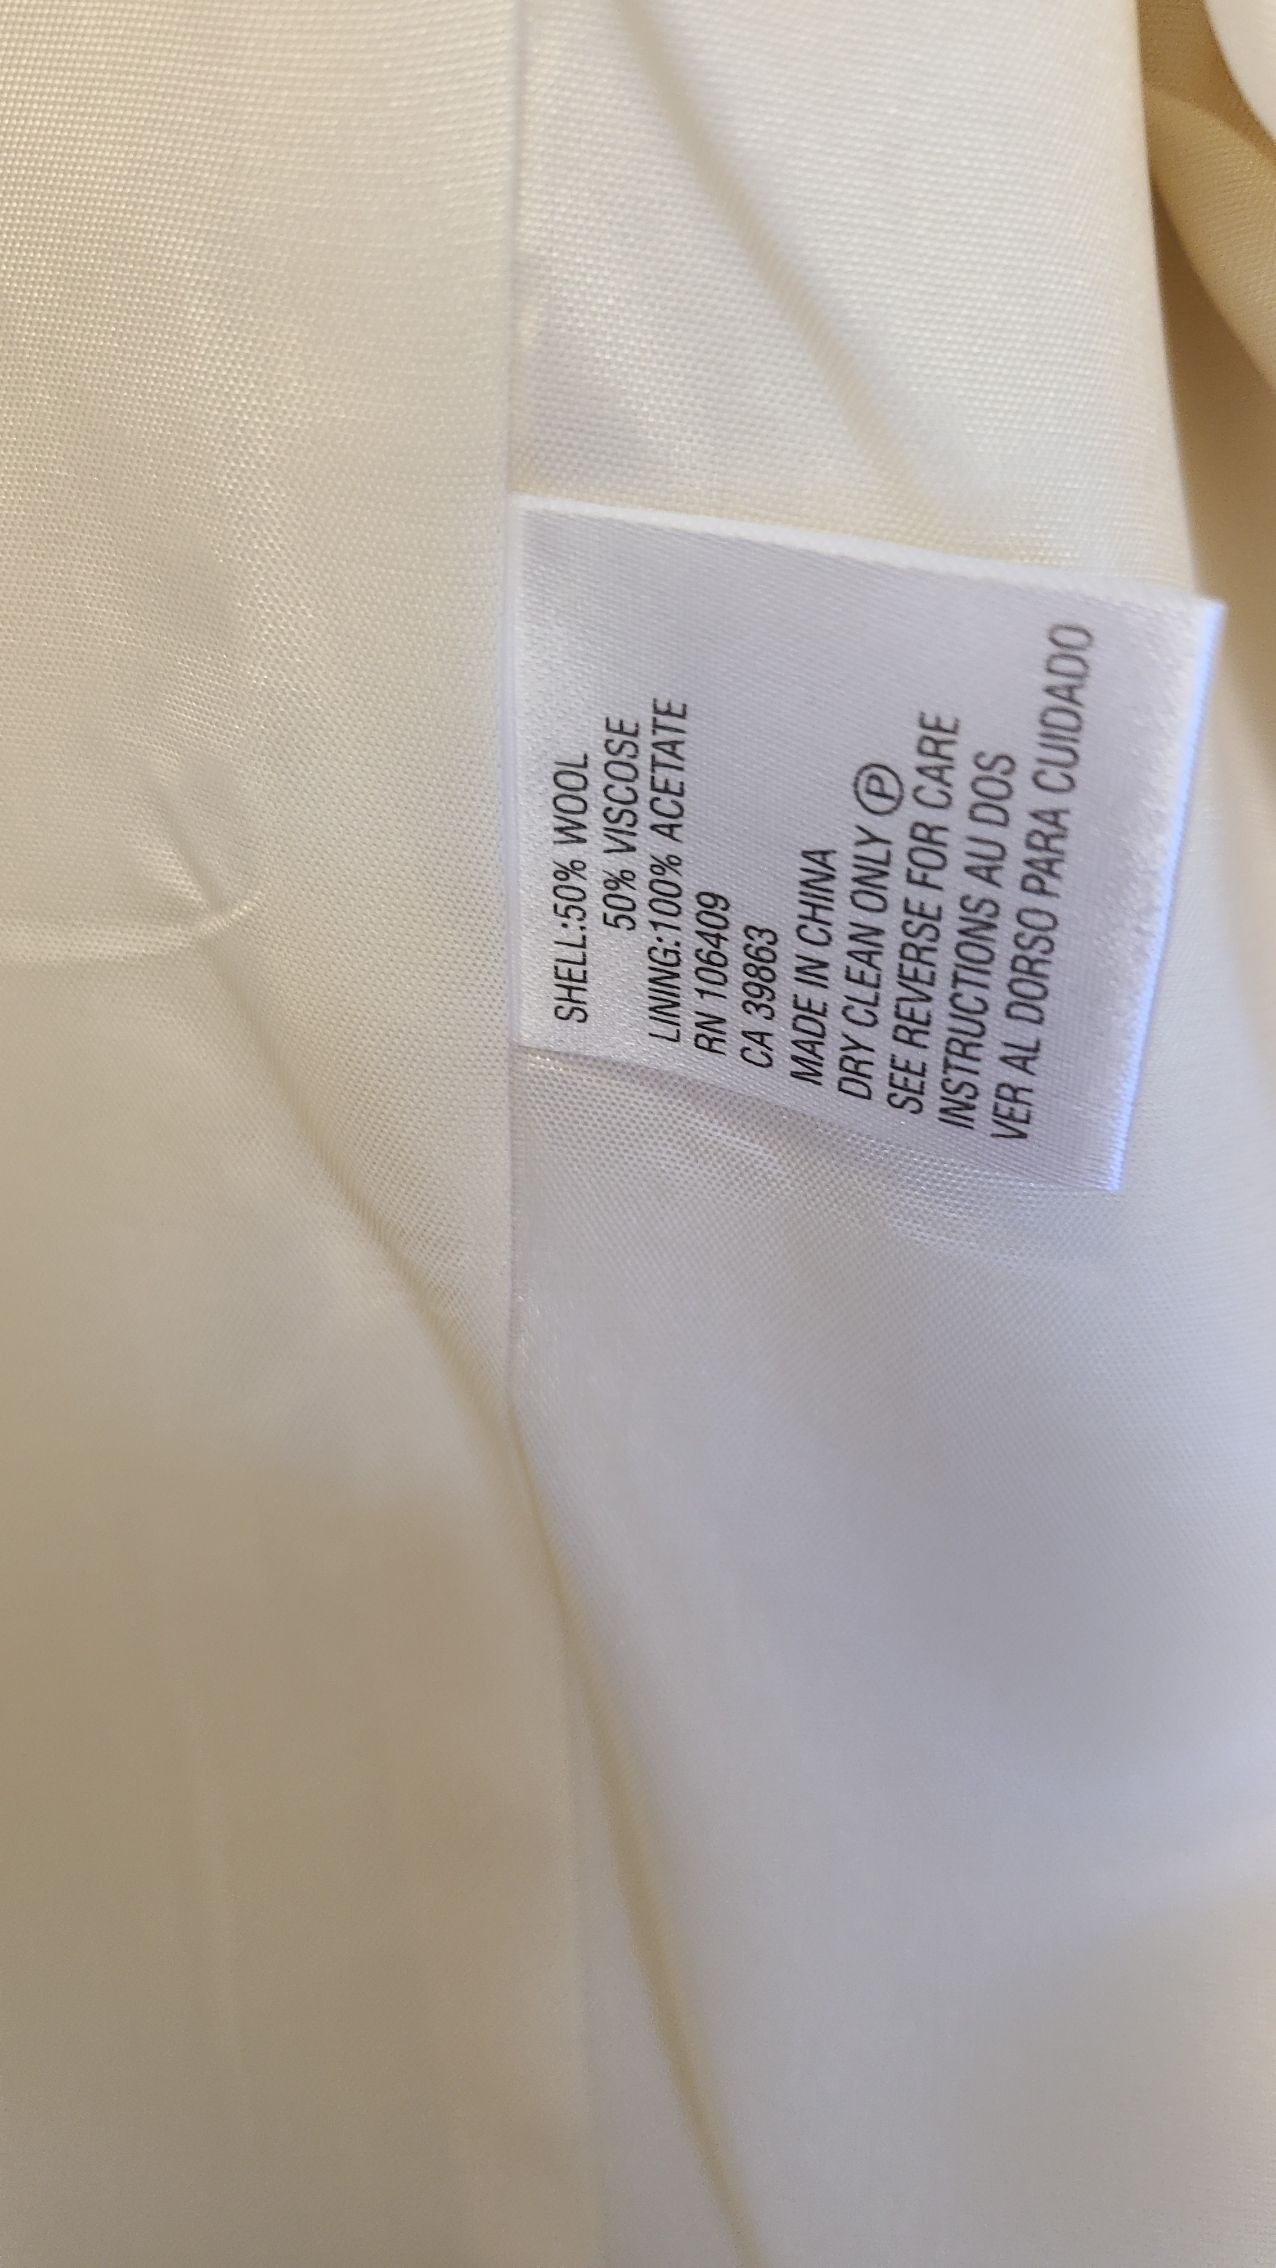 SHELL:50% WOOL
50% VISCOSE
LINING:100% ACETATE
RN 106409
CA 39863
MADE IN CHINA
DRY CLEAN ONLY Ⓟ
SEE REVERSE FOR CARE
INSTRUCTIONS AU DOS
VER AL DORSO PARA CUIDADO